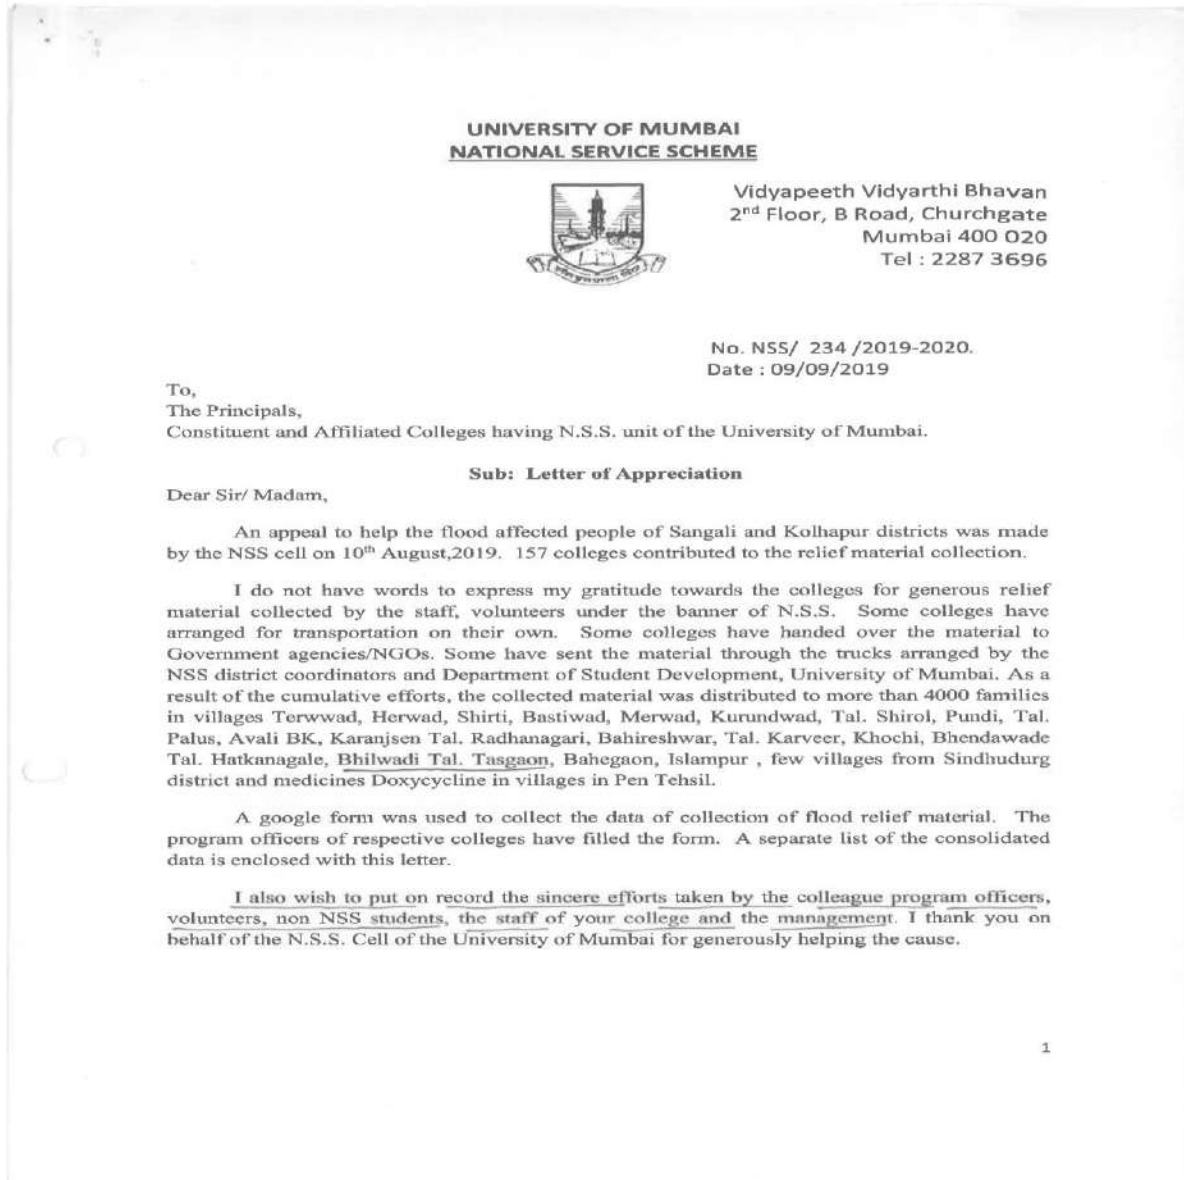 UNIVERSITY OF MUMBAI
NATIONAL SERVICE SCHEME
Vidyapeeth Vidyarthi Bhavan
2nd Floor, B Road, Churchgate
Mumbai 400 020
Tel : 2287 3696
No. NSS/ 234 /2019-2020.
Date : 09/09/2019
To,
The Principals,
Constituent and Affiliated Colleges having N.S.S. unit of the University of Mumbai.
Sub: Letter of Appreciation
Dear Sir/ Madam,
An appeal to help the flood affected people of Sangali and Kolhapur districts was made
by the NSS cell on 10th August,2019. 157 colleges contributed to the relief material collection.
I do not have words to express my gratitude towards the colleges for generous relief
material collected by the staff, volunteers under the banner of N.S.S. Some colleges have
arranged for transportation on their own. Some colleges have handed over the material to
Government agencies/NGOs. Some have sent the material through the trucks arranged by the
NSS district coordinators and Department of Student Development, University of Mumbai. As a
result of the cumulative efforts, the collected material was distributed to more than 4000 families
in villages Terwwad, Herwad, Shirti, Bastiwad, Merwad, Kurundwad, Tal. Shirol, Pundi, Tal.
Palus, Avali BK, Karanjsen Tal. Radhanagari, Bahireshwar, Tal. Karveer, Khochi, Bhendawade
Tal. Hatkanagale, Bhilwadi Tal. Tasgaon, Bahegaon, Islampur , few villages from Sindhudurg
district and medicines Doxycycline in villages in Pen Tehsil.
A google form was used to collect the data of collection of flood relief material. The
program officers of respective colleges have filled the form. A separate list of the consolidated
data is enclosed with this letter.
I also wish to put on record the sincere efforts taken by the colleague program officers,
volunteers, non NSS students, the staff of your college and the management. I thank you on
behalf of the N.S.S. Cell of the University of Mumbai for generously helping the cause.
1